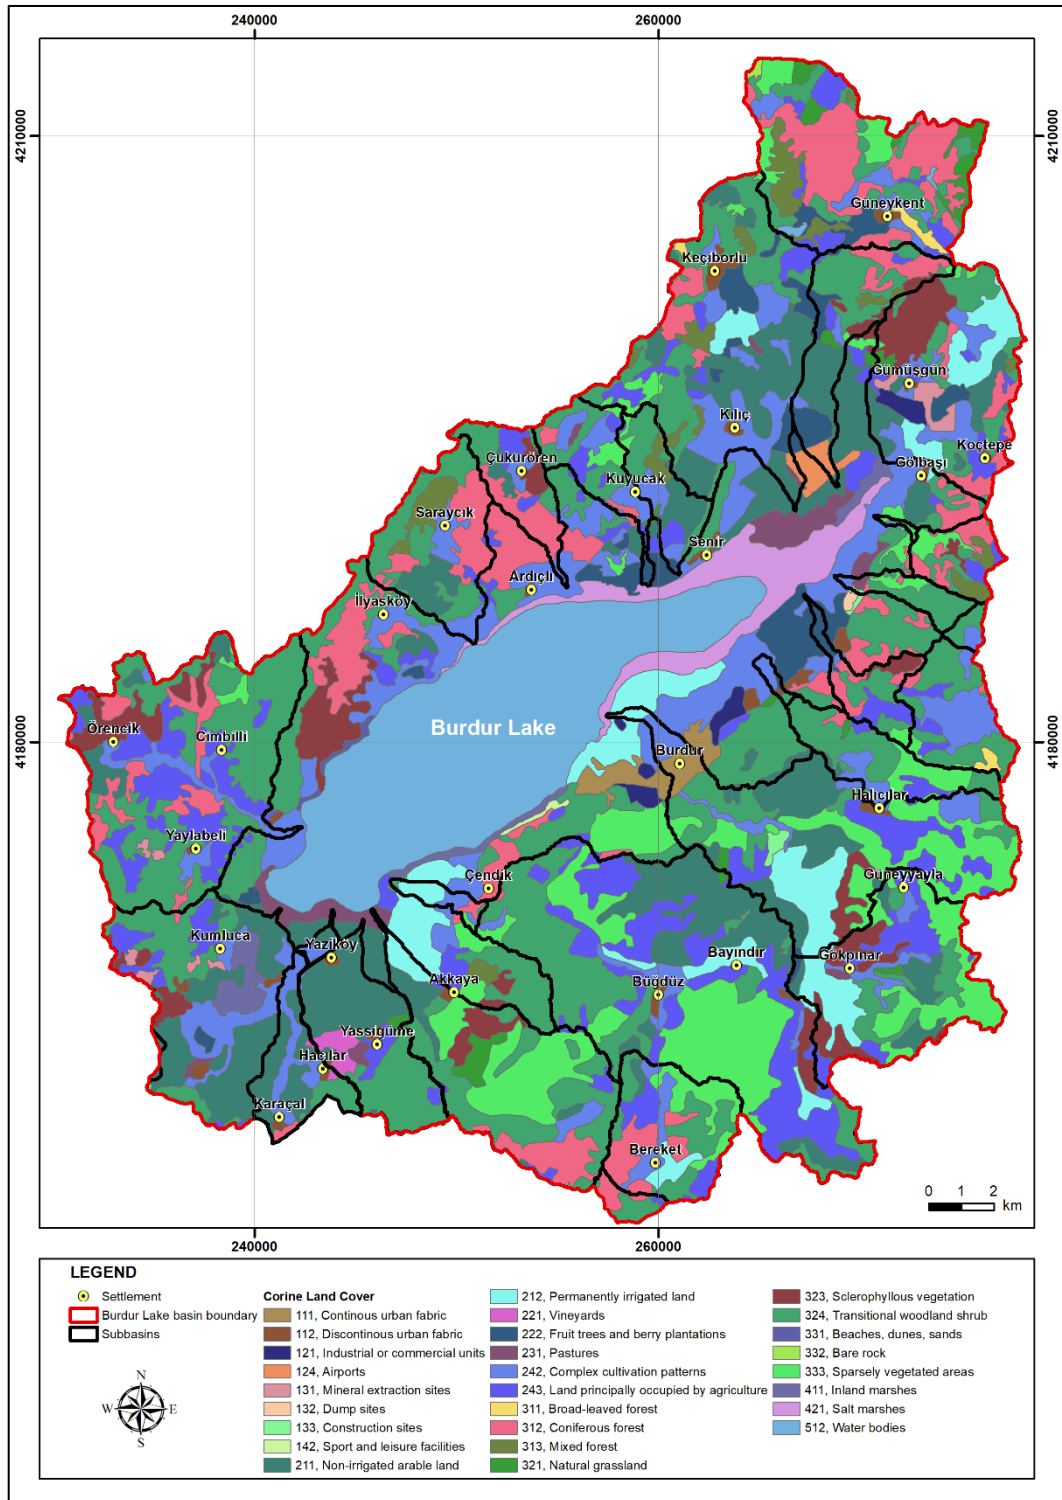 240000
260000
4210000
4210000
Güneykent
Keçiborlu
Gümüşgün
Kılıç
Koçtepe
Çukurören
Gölbaşı
Kuyucak
Saraycık
Senir
Ardıçlı
İlyasköy
Örencik
Cimbilli
Burdur Lake
4180000
4180000
Burdur
Halıcılar
Yaylabeli
Çendik
Güneyyayla
Kumluca
Yazıköy
Bayındır
Gökpınar
Akkaya
Büğdüz
Yassıgüme
Hacılar
Karaçal
Bereket
0 1 2
km
240000
260000
LEGEND
Settlement
Burdur Lake basin boundary
Subbasins
N
W E
S
Corine Land Cover
111, Continous urban fabric
112, Discontinous urban fabric
121, Industrial or commercial units
124, Airports
131, Mineral extraction sites
132, Dump sites
133, Construction sites
142, Sport and leisure facilities
211, Non-irrigated arable land
212, Permanently irrigated land
221, Vineyards
222, Fruit trees and berry plantations
231, Pastures
242, Complex cultivation patterns
243, Land principally occupied by agriculture
311, Broad-leaved forest
312, Coniferous forest
313, Mixed forest
321, Natural grassland
323, Sclerophyllous vegetation
324, Transitional woodland shrub
331, Beaches, dunes, sands
332, Bare rock
333, Sparsely vegetated areas
411, Inland marshes
421, Salt marshes
512, Water bodies